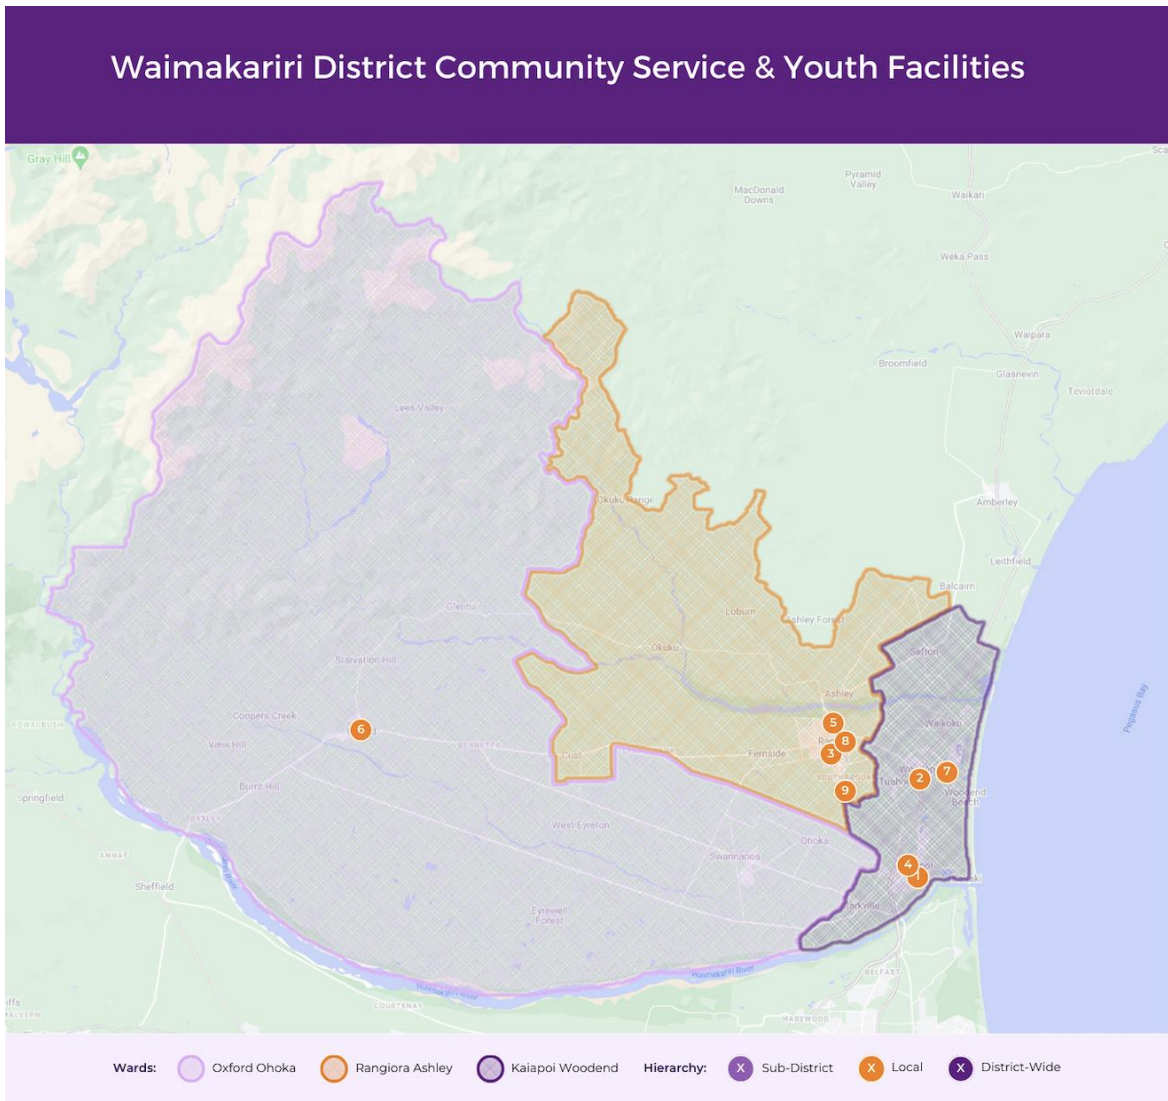 Waimakariri District Community Service & Youth Facilities
Gray Hill
MacDonald
Downs
Pyramid
Valley
Waikari
Weka Pass
Waipara
Broomfield
Glasnevin
Teviotdale
Lees Valley
Okuku Range
Amberley
Leithfield
Balcairn
Glentui
Loburn
Ashley Forest
Okuku
Sefton
Starvation Hill
Ashley
Pegasus Bay
Coopers Creek
5
Waikuku
6
View Hill
BENNETTS
8
Cust
Fernside
3
7
SOUTHBROOK
2
Burnt Hill
9
Woodend
Beach
Springfield
BEXLEY
West Eyreton
Ohoka
ANNAT
Swannanoa
4
1
Sheffield
Eyrewell
Forest
Waimakariri River
BELFAST
COURTENAY
HAREWOOD
Wards:
Oxford Ohoka
Rangiora Ashley
Kaiapoi Woodend
Hierarchy:
X
Sub-District
X
Local
X
District-Wide